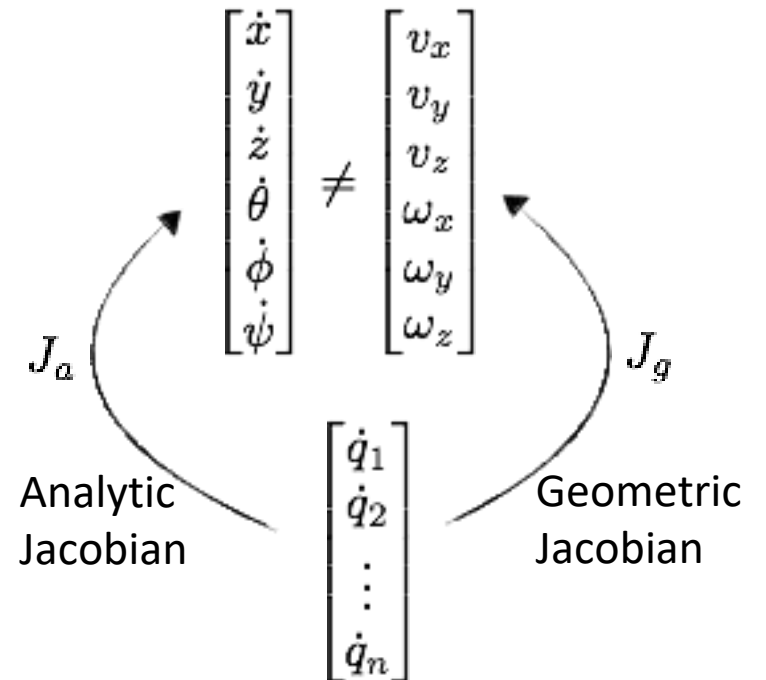 ẋ
ẏ
ż
θ̇
ϕ̇
ψ̇
≠
v_x
v_y
v_z
ω_x
ω_y
ω_z
J_a
J_g
Analytic
Jacobian
q̇_1
q̇_2
⋮
q̇_n
Geometric
Jacobian